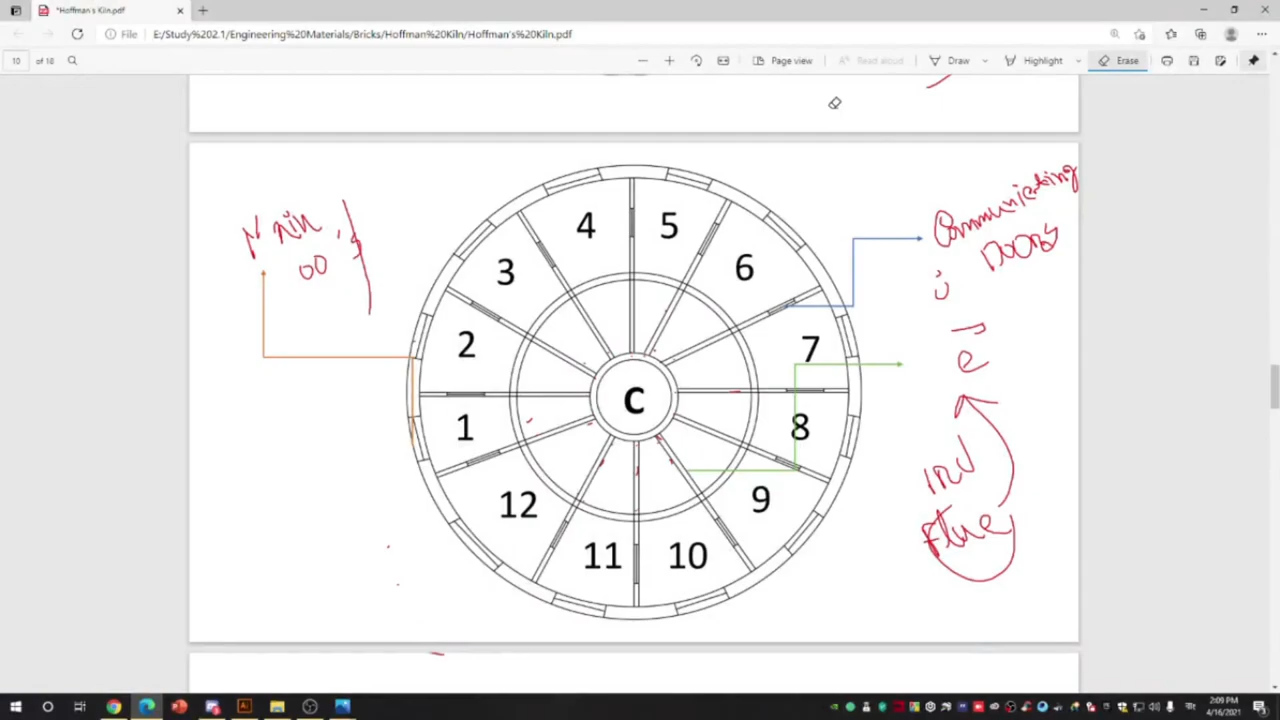 *Hoffman's Kiln.pdf
File E:/Study%202.1/Engineering%20Materials/Bricks/Hoffman%20Kiln/Hoffman's%20Kiln.pdf
10 of 18
Page view
Read aloud
Draw
Highlight
Erase
Communicating
Doors
4 5
3 6
2 7
C
1 8
12 9
11 10
Flue
2:09 PM
4/16/2021